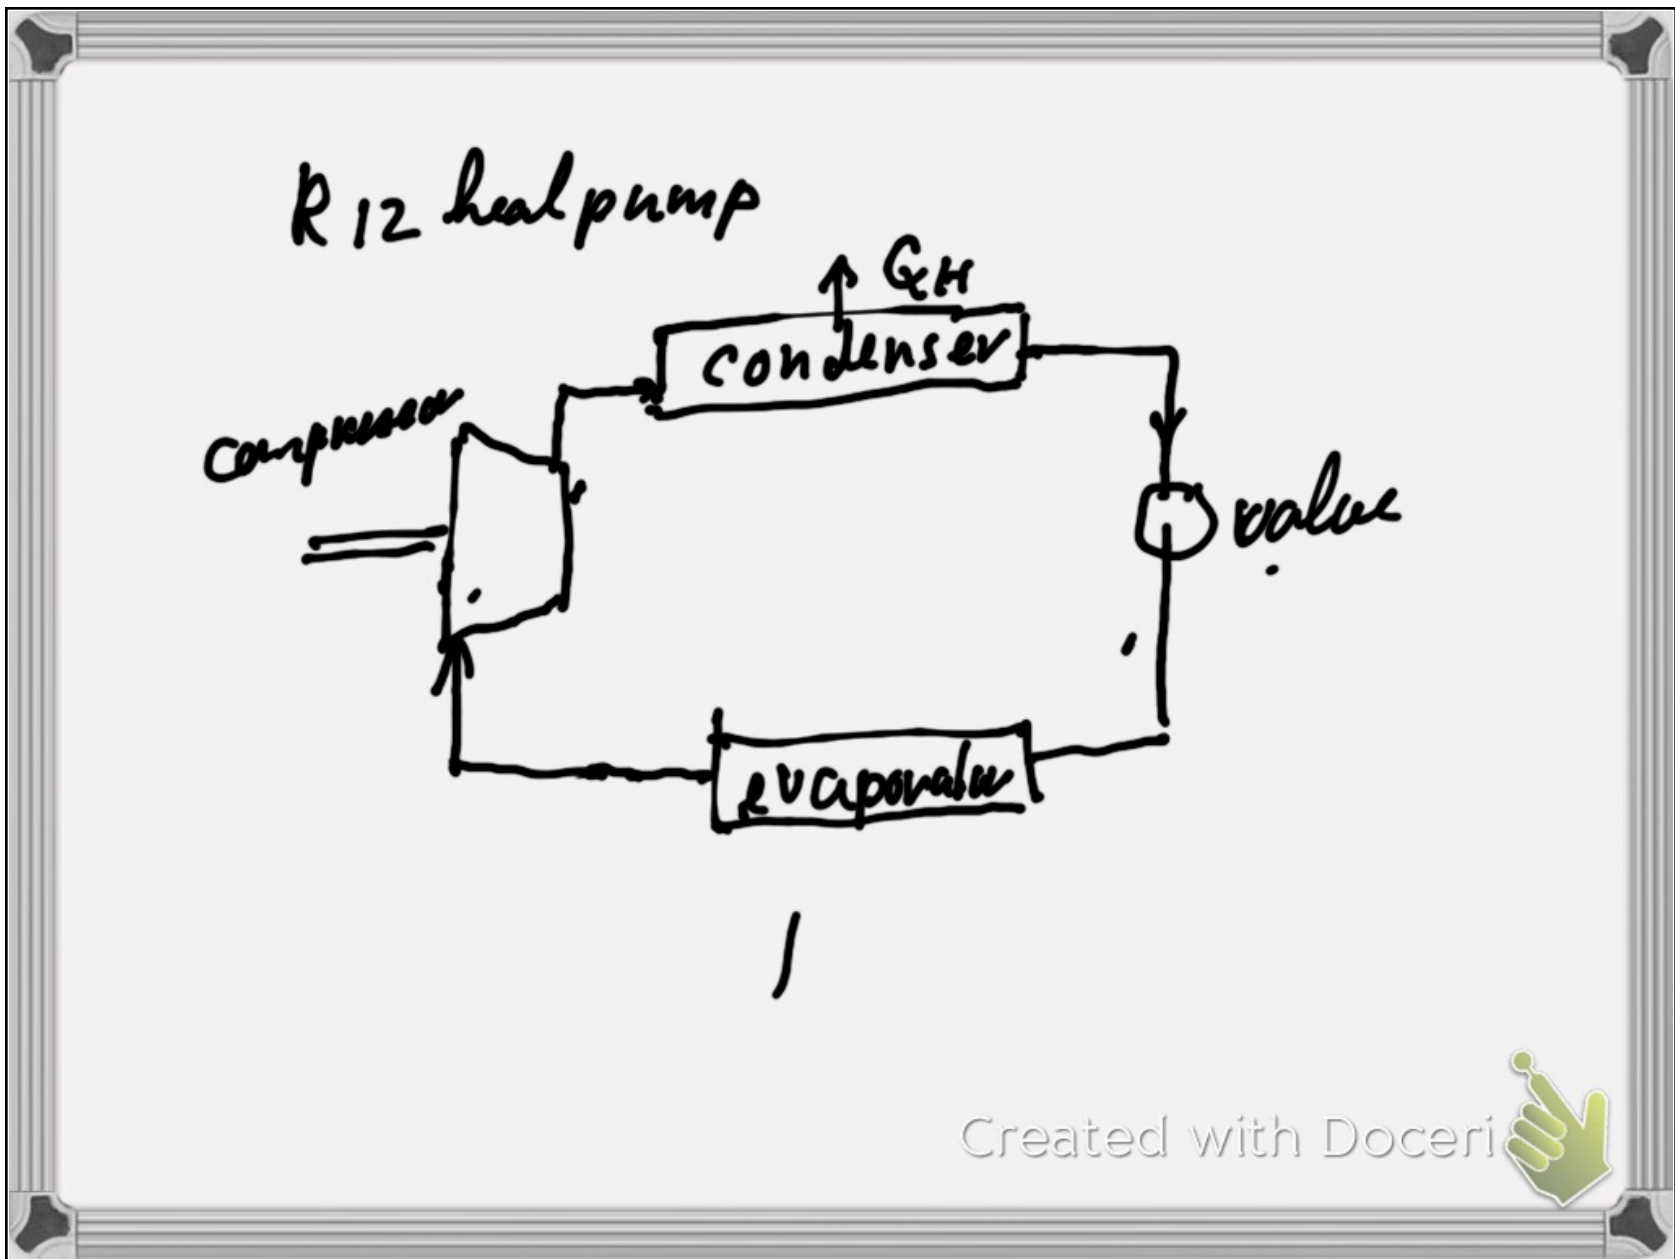 R12 heat pump
QH
condenser
compressor
valve
evaporator
Created with Doceri